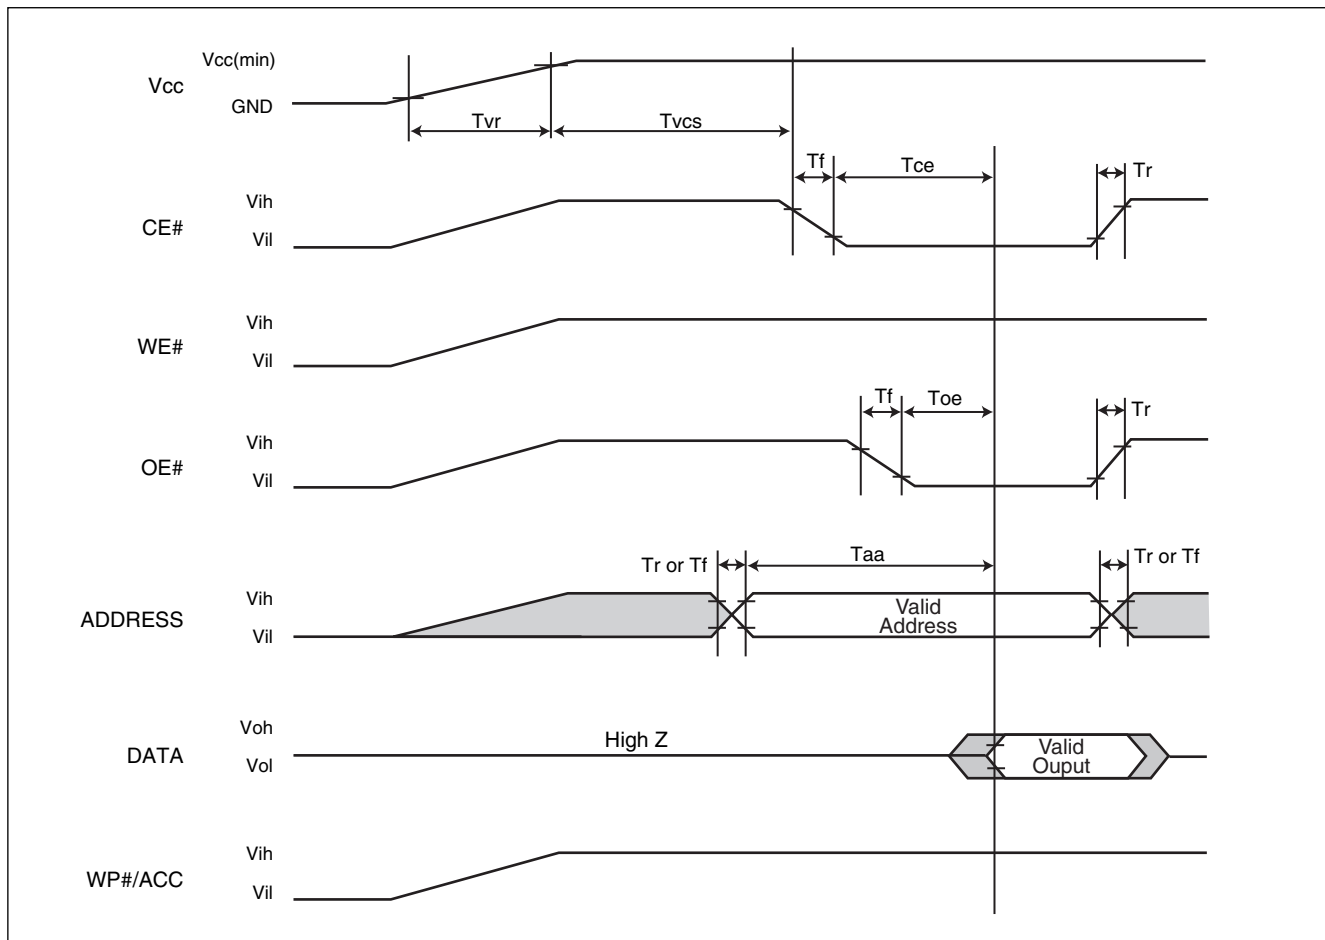 Vcc(min)
Vcc
GND
Tvr
Tvcs
Tf
Tce
Tr
Vih
CE#
Vil
Vih
WE#
Vil
Tf
Toe
Tr
Vih
OE#
Vil
Tr or Tf
Taa
Tr or Tf
Vih
ADDRESS
Valid
Address
Vil
Voh
High Z
DATA
Valid
Ouput
Vol
Vih
WP#/ACC
Vil